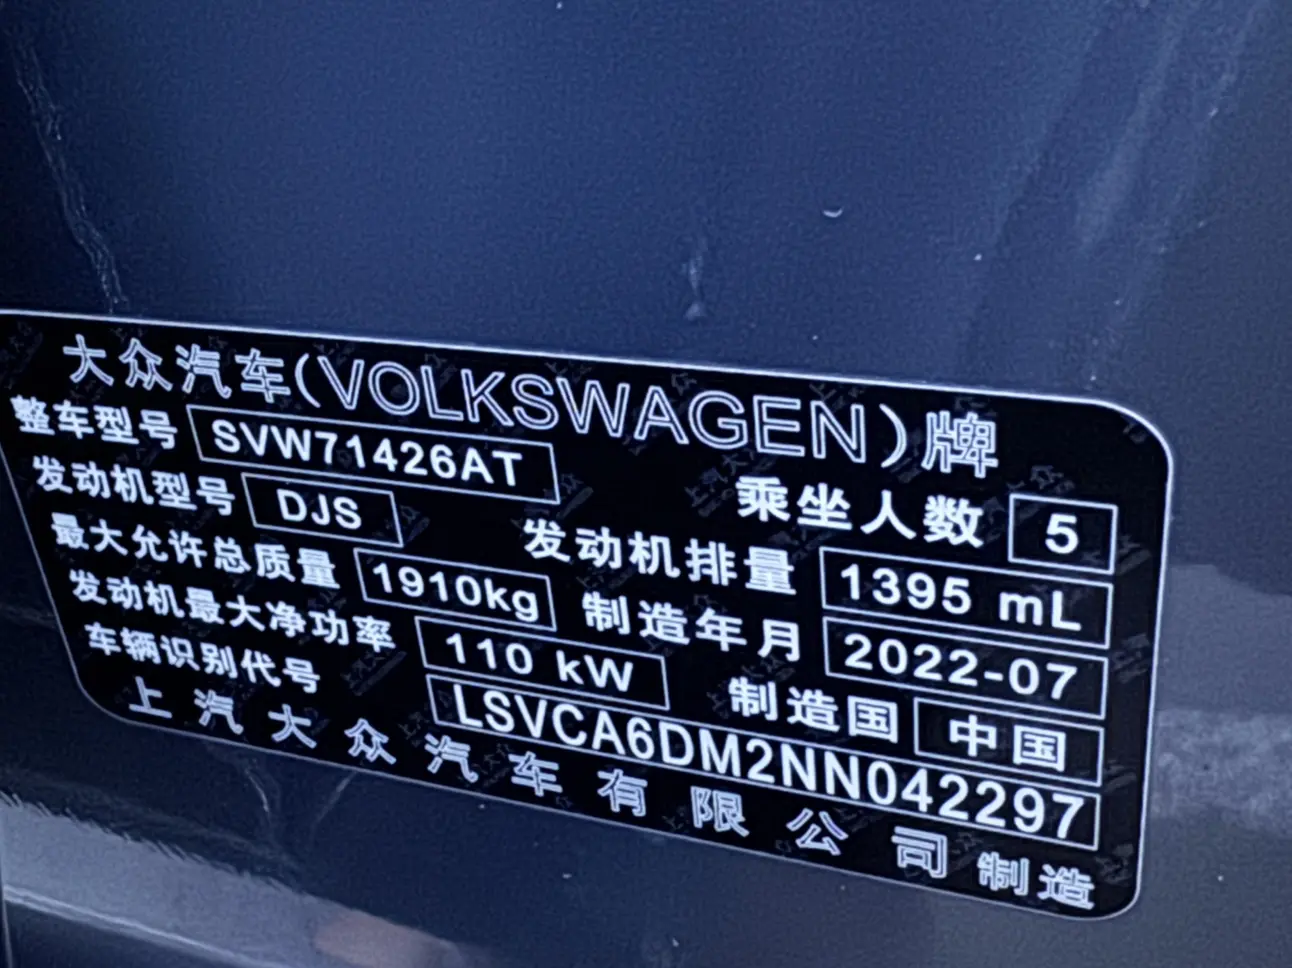 大众汽车(VOLKSWAGEN)牌
整车型号 SVW71426AT 乘坐人数 5
发动机型号 DJS 发动机排量 1395 mL
最大允许总质量 1910kg 制造年月 2022-07
发动机最大净功率 110 kW 制造国 中国
车辆识别代号 LSVCA6DM2NN042297
上汽大众汽车有限公司制造